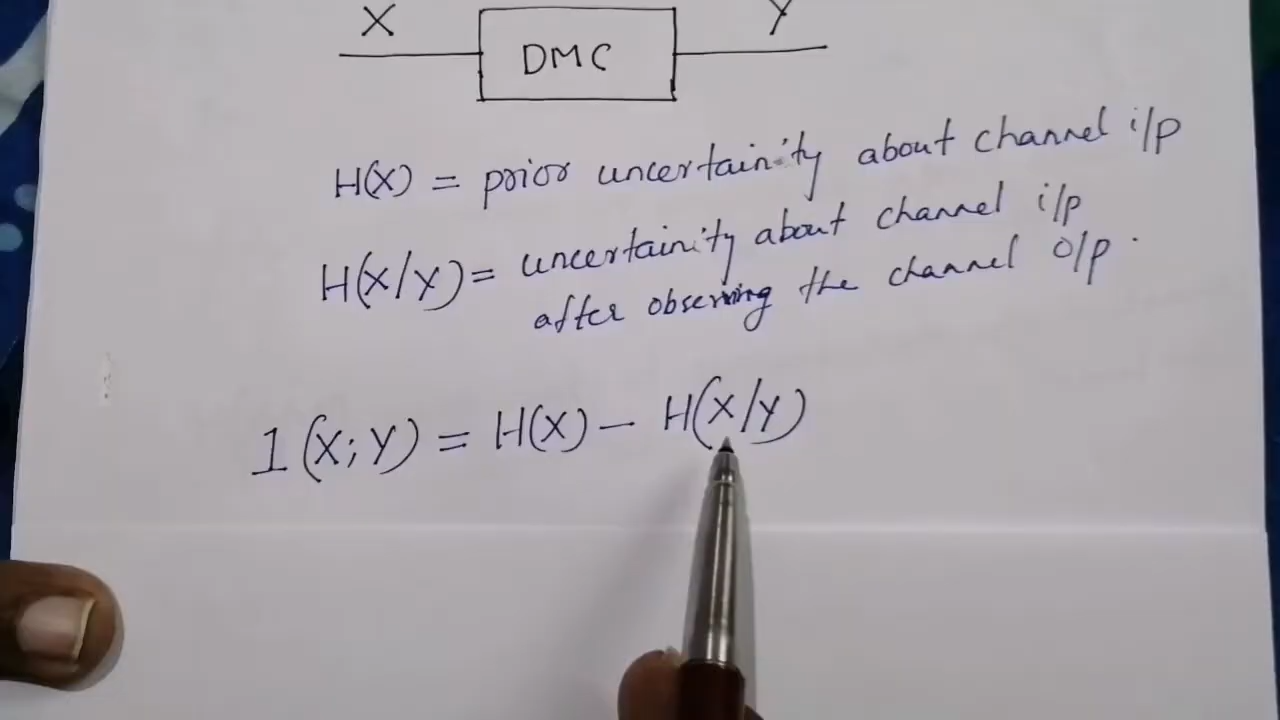 X Y
DMC
H(X) = prior uncertainity about channel i/p
H(X/Y) = uncertainity about channel i/p
after observing the channel o/p.
I(X;Y) = H(X) - H(X/Y)